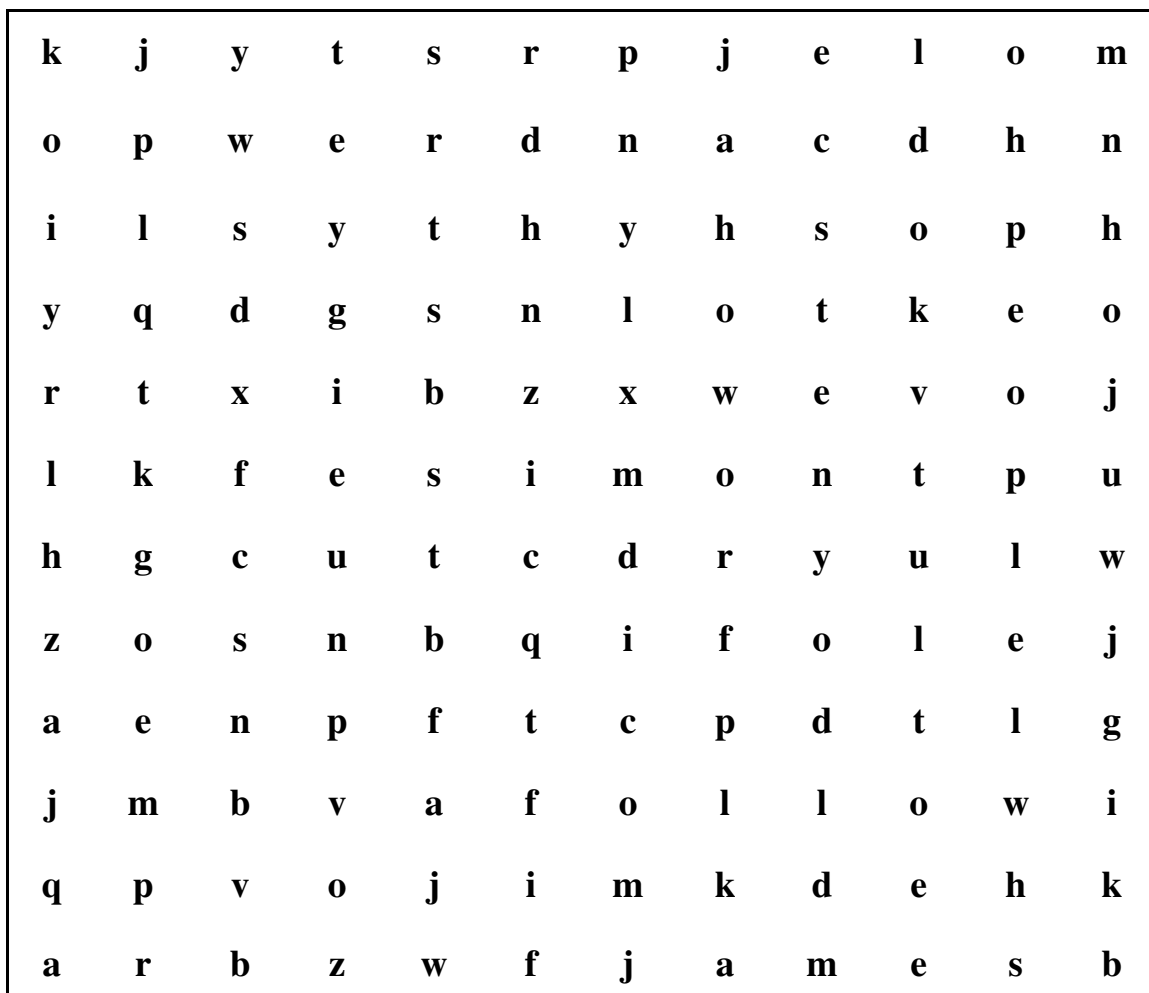 k j y t s r p j e l o m
o p w e r d n a c d h n
i l s y t h y h s o p h
y q d g s n l o t k e o
r t x i b z x w e v o j
l k f e s i m o n t p u
h g c u t c d r y u l w
z o s n b q i f o l e j
a e n p f t c p d t l g
j m b v a f o l l o w i
q p v o j i m k d e h k
a r b z w f j a m e s b